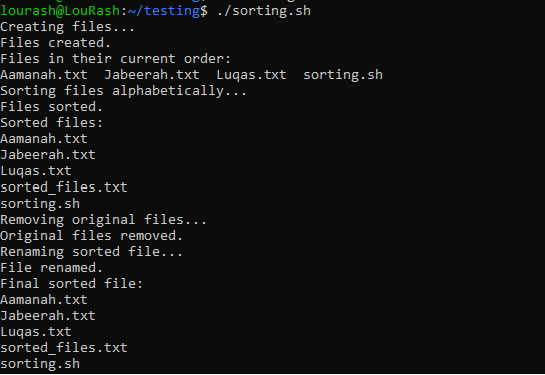 lourash@LouRash:~/testing$ ./sorting.sh
Creating files...
Files created.
Files in their current order:
Aamanah.txt  Jabeerah.txt  Luqas.txt  sorting.sh
Sorting files alphabetically...
Files sorted.
Sorted files:
Aamanah.txt
Jabeerah.txt
Luqas.txt
sorted_files.txt
sorting.sh
Removing original files...
Original files removed.
Renaming sorted file...
File renamed.
Final sorted file:
Aamanah.txt
Jabeerah.txt
Luqas.txt
sorted_files.txt
sorting.sh